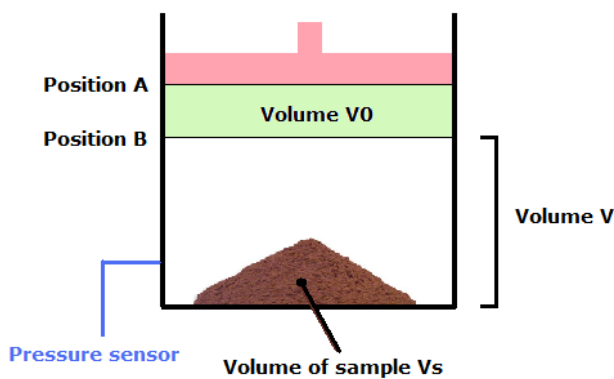 Position A
Volume V0
Position B
Volume V
Pressure sensor
Volume of sample Vs